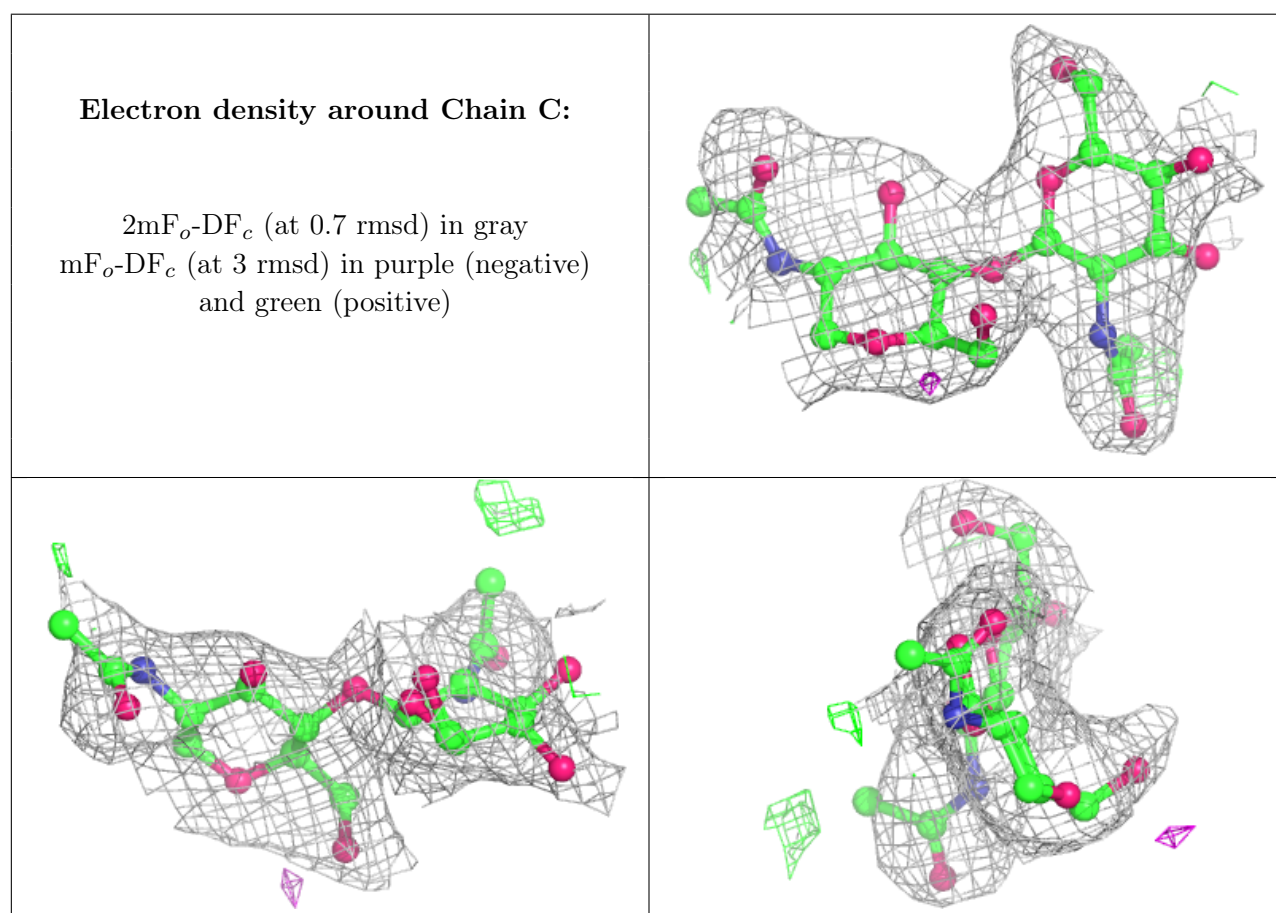 Electron density around Chain C:
2mFo-DFc (at 0.7 rmsd) in gray
mFo-DFc (at 3 rmsd) in purple (negative)
and green (positive)